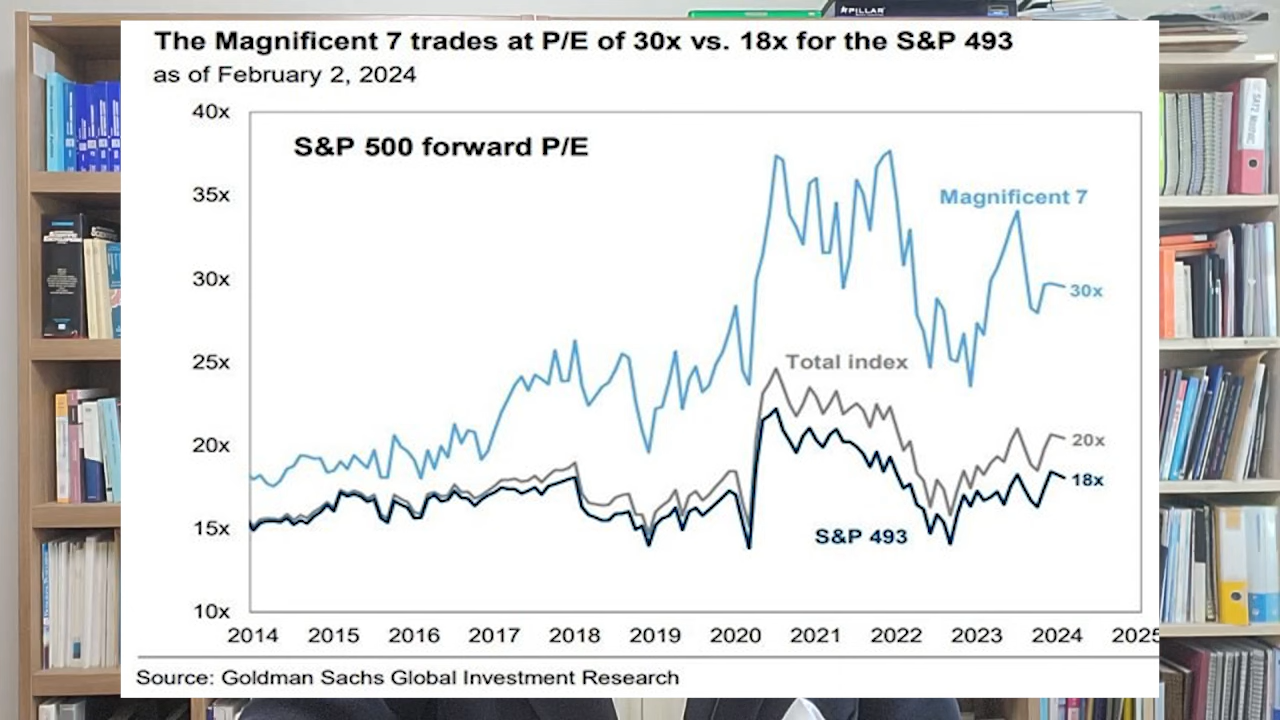 PILLAR
The Magnificent 7 trades at P/E of 30x vs. 18x for the S&P 493
as of February 2, 2024
40x
S&P 500 forward P/E
35x
Magnificent 7
30x
30x
25x
Total index
20x
20x
18x
15x
S&P 493
10x
2014 2015 2016 2017 2018 2019 2020 2021 2022 2023 2024 2025
Source: Goldman Sachs Global Investment Research